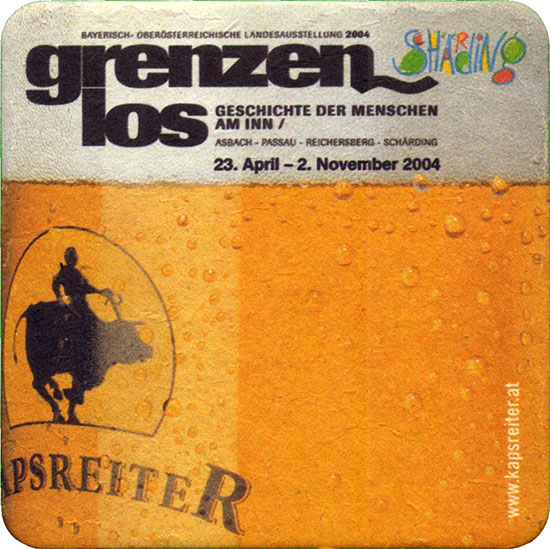 BAYERISCH- OBERÖSTERREICHISCHE LANDESAUSSTELLUNG 2004
grenzen
los
SCHÄRDING
GESCHICHTE DER MENSCHEN
AM INN /
ASBACH - PASSAU - REICHERSBERG - SCHÄRDING
23. April – 2. November 2004
APSREITER
www.kapsreiter.at